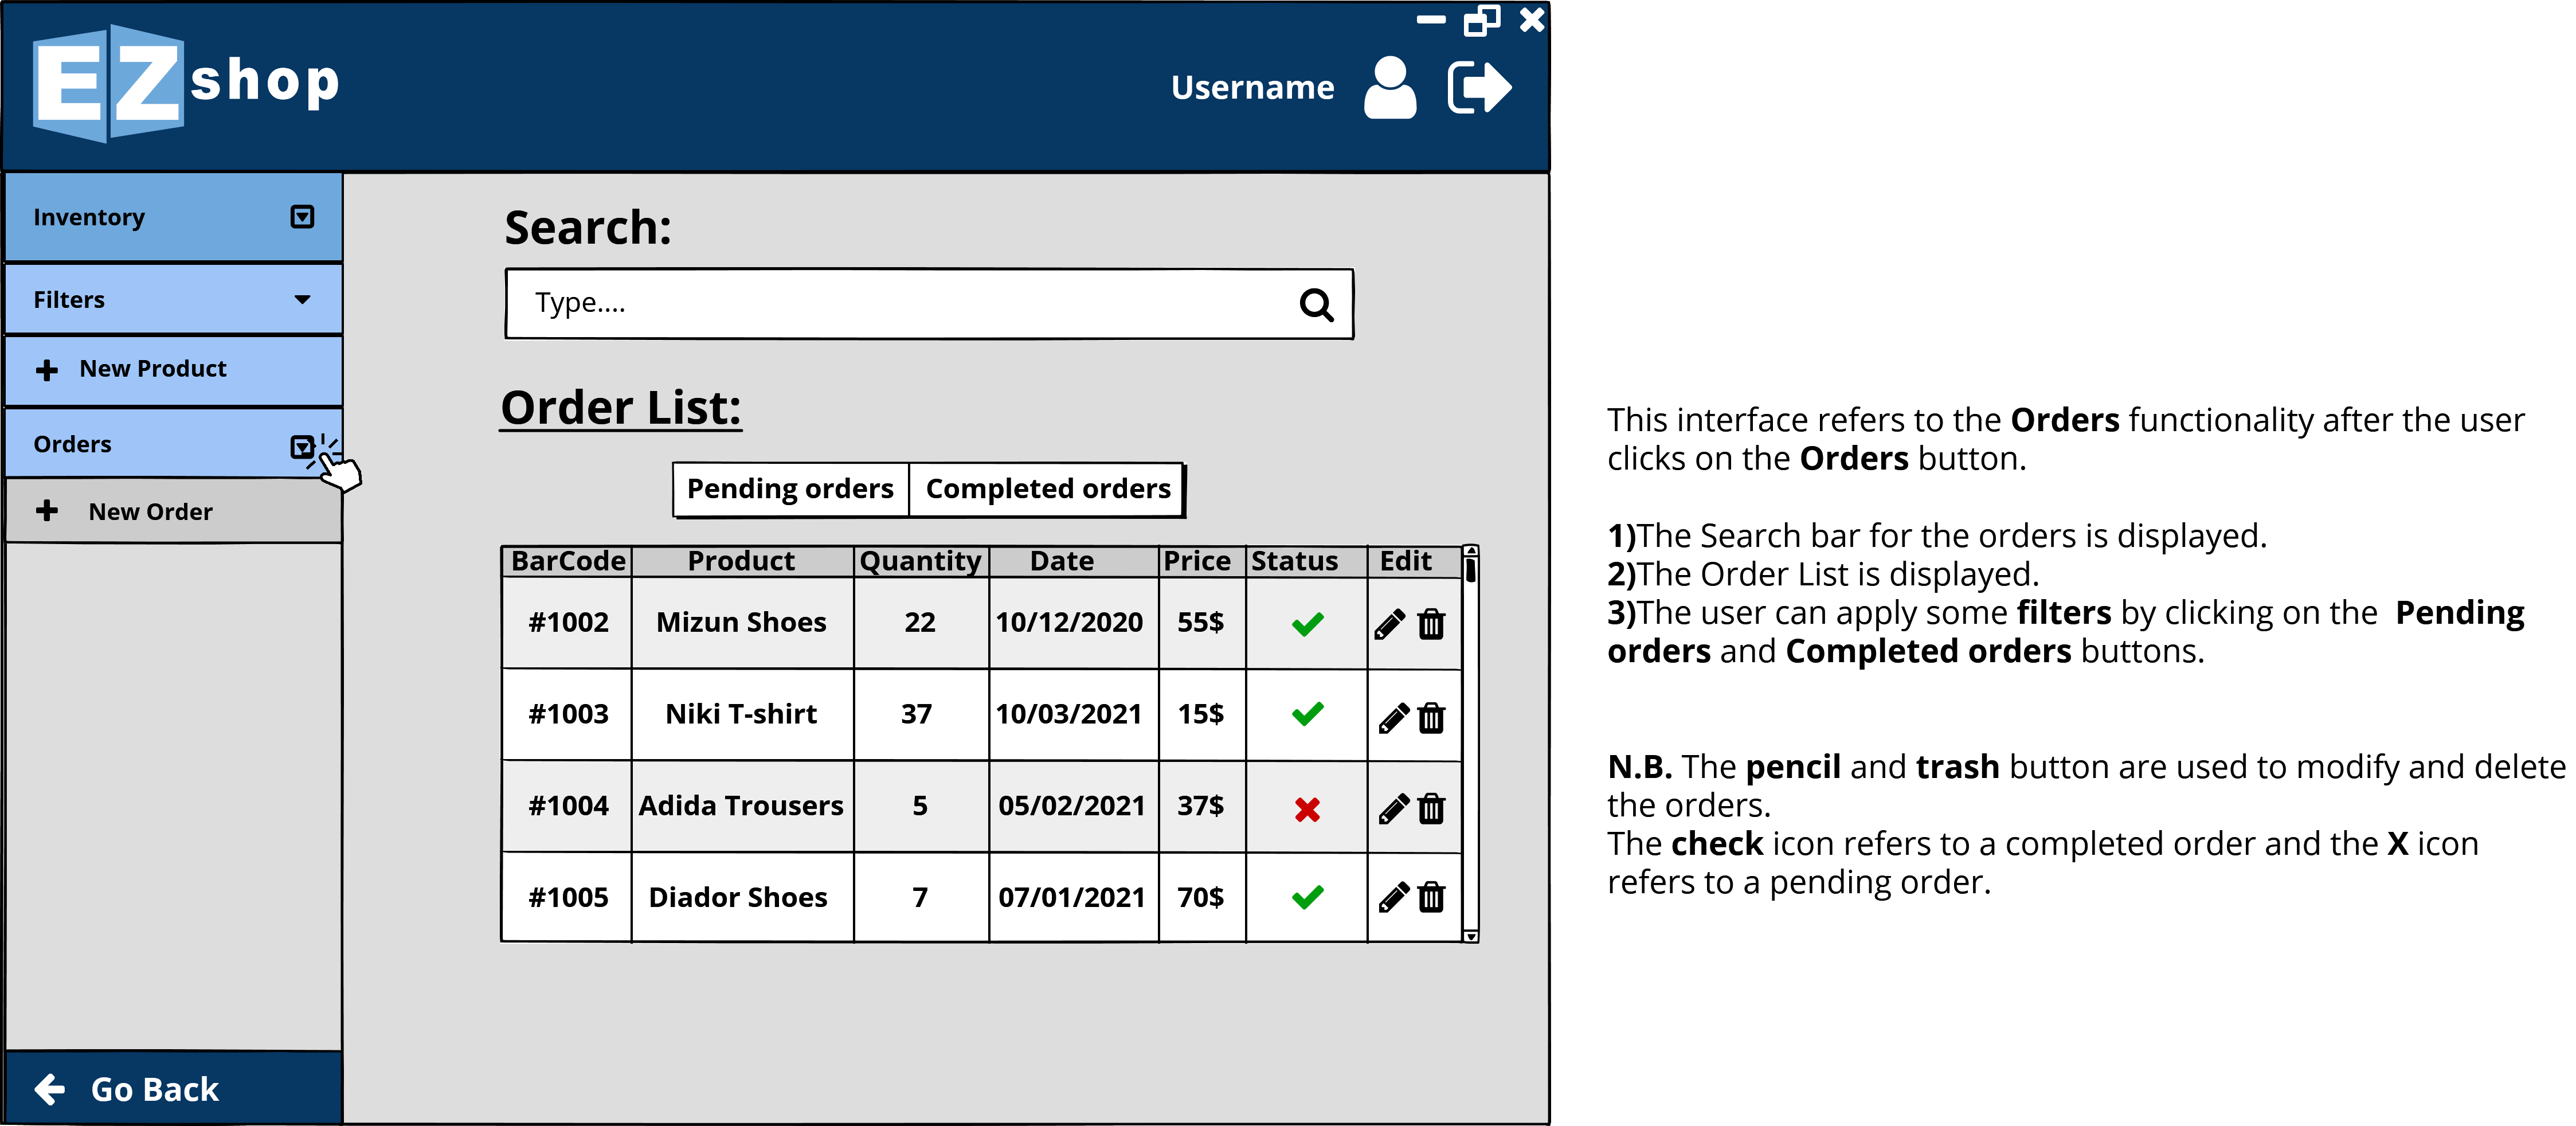 EZshop
Username
Inventory
Filters
New Product
Orders
New Order
Go Back
Search:
Type....
Order List:
Pending orders Completed orders
BarCode Product Quantity Date Price Status Edit
#1002 Mizun Shoes 22 10/12/2020 55$
#1003 Niki T-shirt 37 10/03/2021 15$
#1004 Adida Trousers 5 05/02/2021 37$
#1005 Diador Shoes 7 07/01/2021 70$
This interface refers to the Orders functionality after the user
clicks on the Orders button.
1)The Search bar for the orders is displayed.
2)The Order List is displayed.
3)The user can apply some filters by clicking on the Pending
orders and Completed orders buttons.
N.B. The pencil and trash button are used to modify and delete
the orders.
The check icon refers to a completed order and the X icon
refers to a pending order.